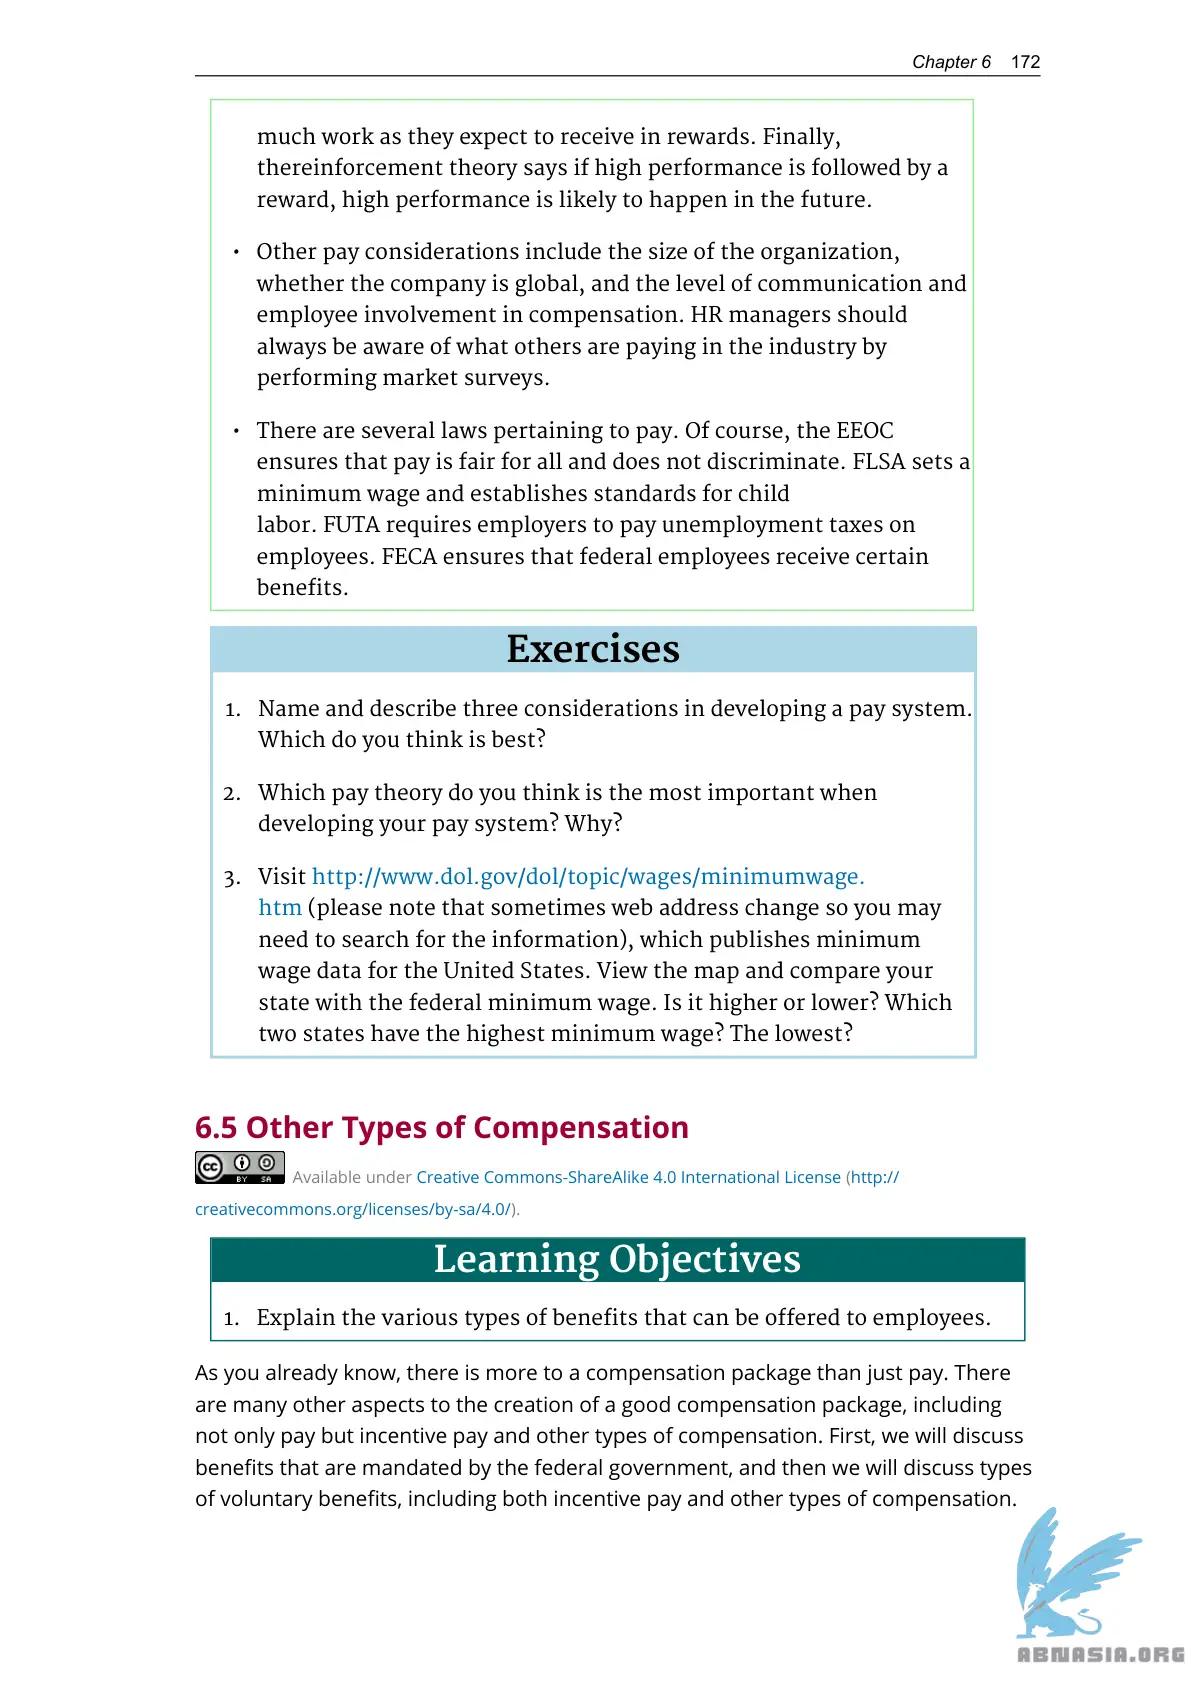 Chapter 6 172
much work as they expect to receive in rewards. Finally,
thereinforcement theory says if high performance is followed by a
reward, high performance is likely to happen in the future.
• Other pay considerations include the size of the organization,
whether the company is global, and the level of communication and
employee involvement in compensation. HR managers should
always be aware of what others are paying in the industry by
performing market surveys.
• There are several laws pertaining to pay. Of course, the EEOC
ensures that pay is fair for all and does not discriminate. FLSA sets a
minimum wage and establishes standards for child
labor. FUTA requires employers to pay unemployment taxes on
employees. FECA ensures that federal employees receive certain
benefits.
Exercises
1. Name and describe three considerations in developing a pay system.
Which do you think is best?
2. Which pay theory do you think is the most important when
developing your pay system? Why?
3. Visit http://www.dol.gov/dol/topic/wages/minimumwage.
htm (please note that sometimes web address change so you may
need to search for the information), which publishes minimum
wage data for the United States. View the map and compare your
state with the federal minimum wage. Is it higher or lower? Which
two states have the highest minimum wage? The lowest?
6.5 Other Types of Compensation
cc BY SA Available under Creative Commons-ShareAlike 4.0 International License (http://
creativecommons.org/licenses/by-sa/4.0/).
Learning Objectives
1. Explain the various types of benefits that can be offered to employees.
As you already know, there is more to a compensation package than just pay. There
are many other aspects to the creation of a good compensation package, including
not only pay but incentive pay and other types of compensation. First, we will discuss
benefits that are mandated by the federal government, and then we will discuss types
of voluntary benefits, including both incentive pay and other types of compensation.
ABNASIA.ORG